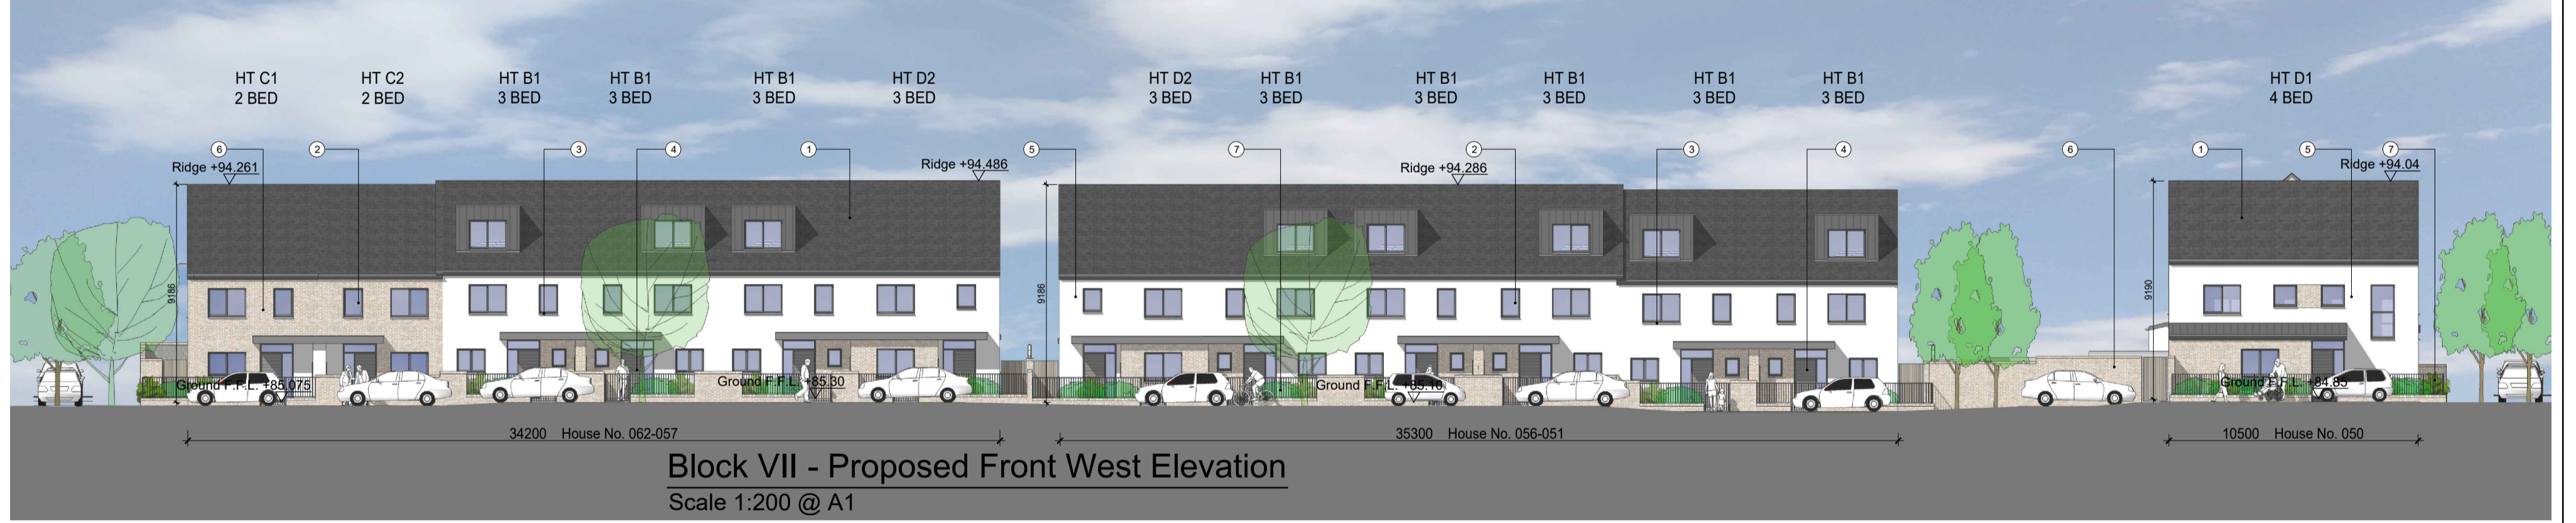 HT C1
2 BED
HT C2
2 BED
HT B1
3 BED
HT B1
3 BED
HT B1
3 BED
HT D2
3 BED
HT D2
3 BED
HT B1
3 BED
HT B1
3 BED
HT B1
3 BED
HT B1
3 BED
HT B1
3 BED
HT D1
4 BED
6
2
3
4
1
5
7
2
3
4
6
1
5
7
Ridge +94.261
Ridge +94.486
Ridge +94.286
Ridge +94.04
9186
9186
9190
Ground F.F.L. +85.075
Ground F.F.L. +85.30
Ground F.F.L. +85.10
Ground F.F.L. +84.85
34200 House No. 062-057
35300 House No. 056-051
10500 House No. 050
Block VII - Proposed Front West Elevation
Scale 1:200 @ A1